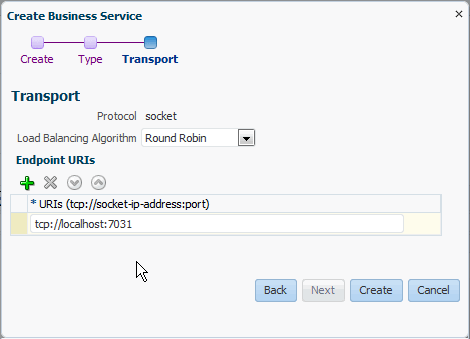 Create Business Service
Create Type Transport
Transport
Protocol socket
Load Balancing Algorithm Round Robin
Endpoint URIs
* URIs (tcp://socket-ip-address:port)
tcp://localhost:7031
Back Next Create Cancel